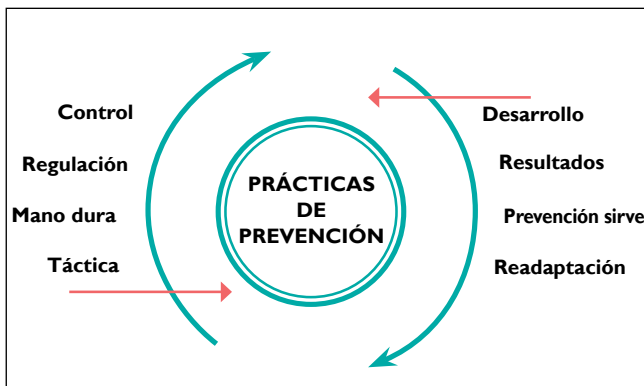 Control
Regulación
Mano dura
Táctica
PRÁCTICAS
DE
PREVENCIÓN
Desarrollo
Resultados
Prevención sirve
Readaptación